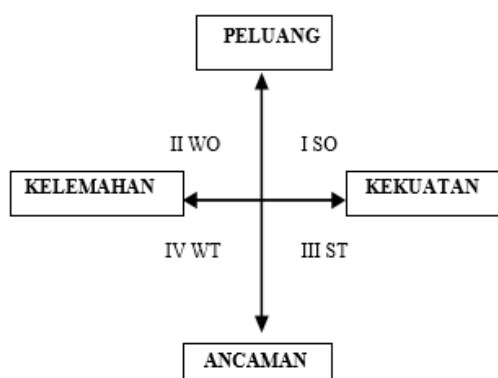 PELUANG
II WO
I SO
KELEMAHAN
KEKUATAN
IV WT
III ST
ANCAMAN